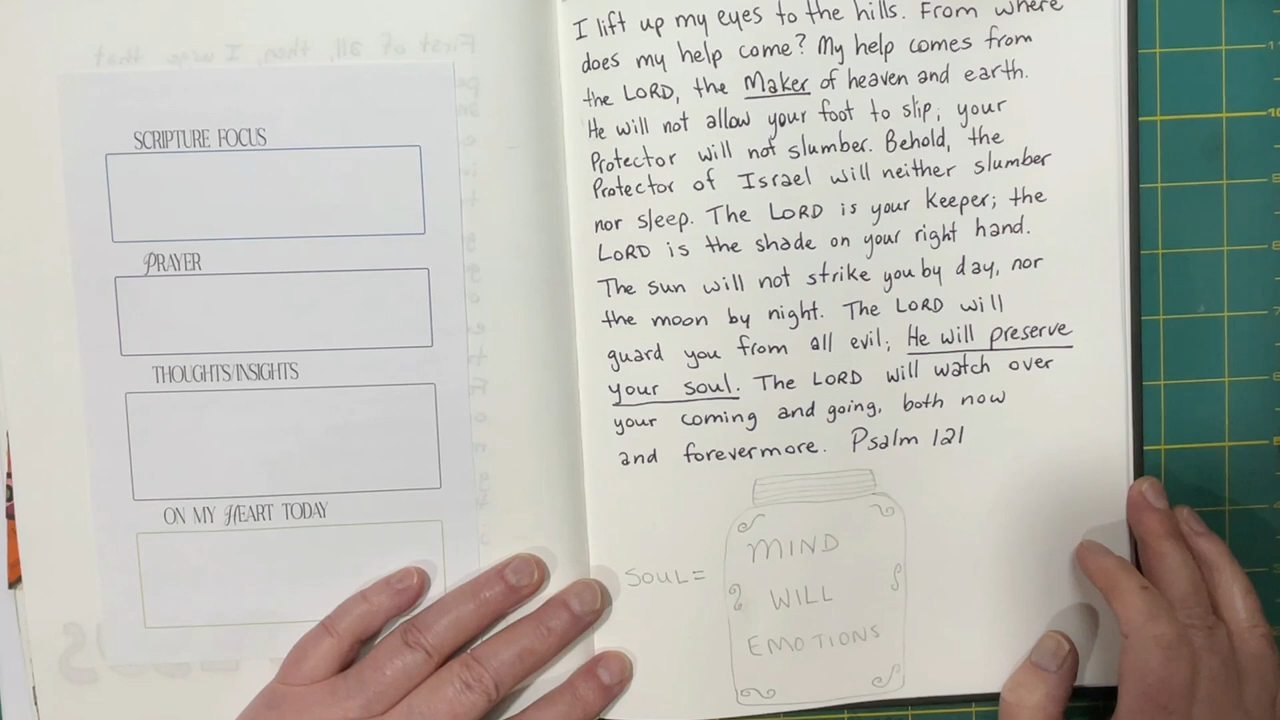 First of all, then, I urge that
SCRIPTURE FOCUS
PRAYER
THOUGHTS/INSIGHTS
ON MY HEART TODAY
I lift up my eyes to the hills. From where
does my help come? My help comes from
the LORD, the Maker of heaven and earth.
He will not allow your foot to slip; your
Protector will not slumber. Behold, the
Protector of Israel will neither slumber
nor sleep. The LORD is your keeper; the
LORD is the shade on your right hand.
The sun will not strike you by day, nor
the moon by night. The LORD will
guard you from all evil; He will preserve
your soul. The LORD will watch over
your coming and going, both now
and forevermore. Psalm 121
SOUL=
MIND
WILL
EMOTIONS